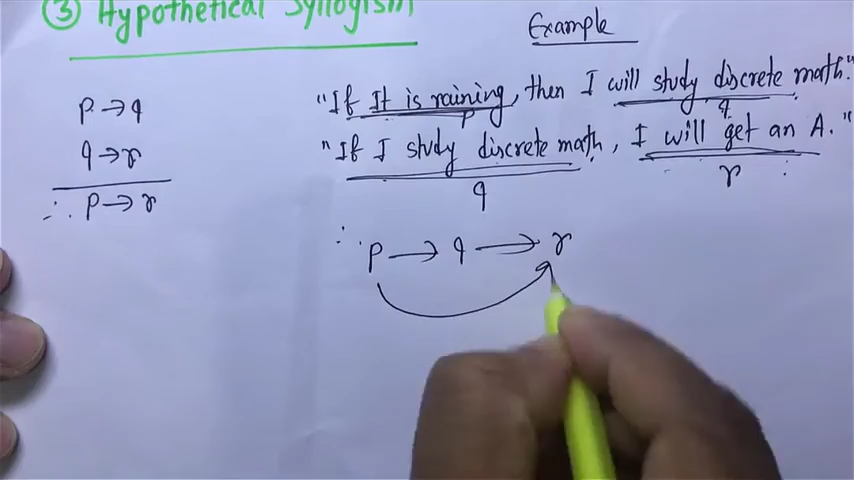 ③ Hypothetical Syllogism
p → q
q → r
∴ p → r
Example
"If It is raining, then I will study discrete math."
p
q
"If I study discrete math, I will get an A."
q
r
∴ p → q → r